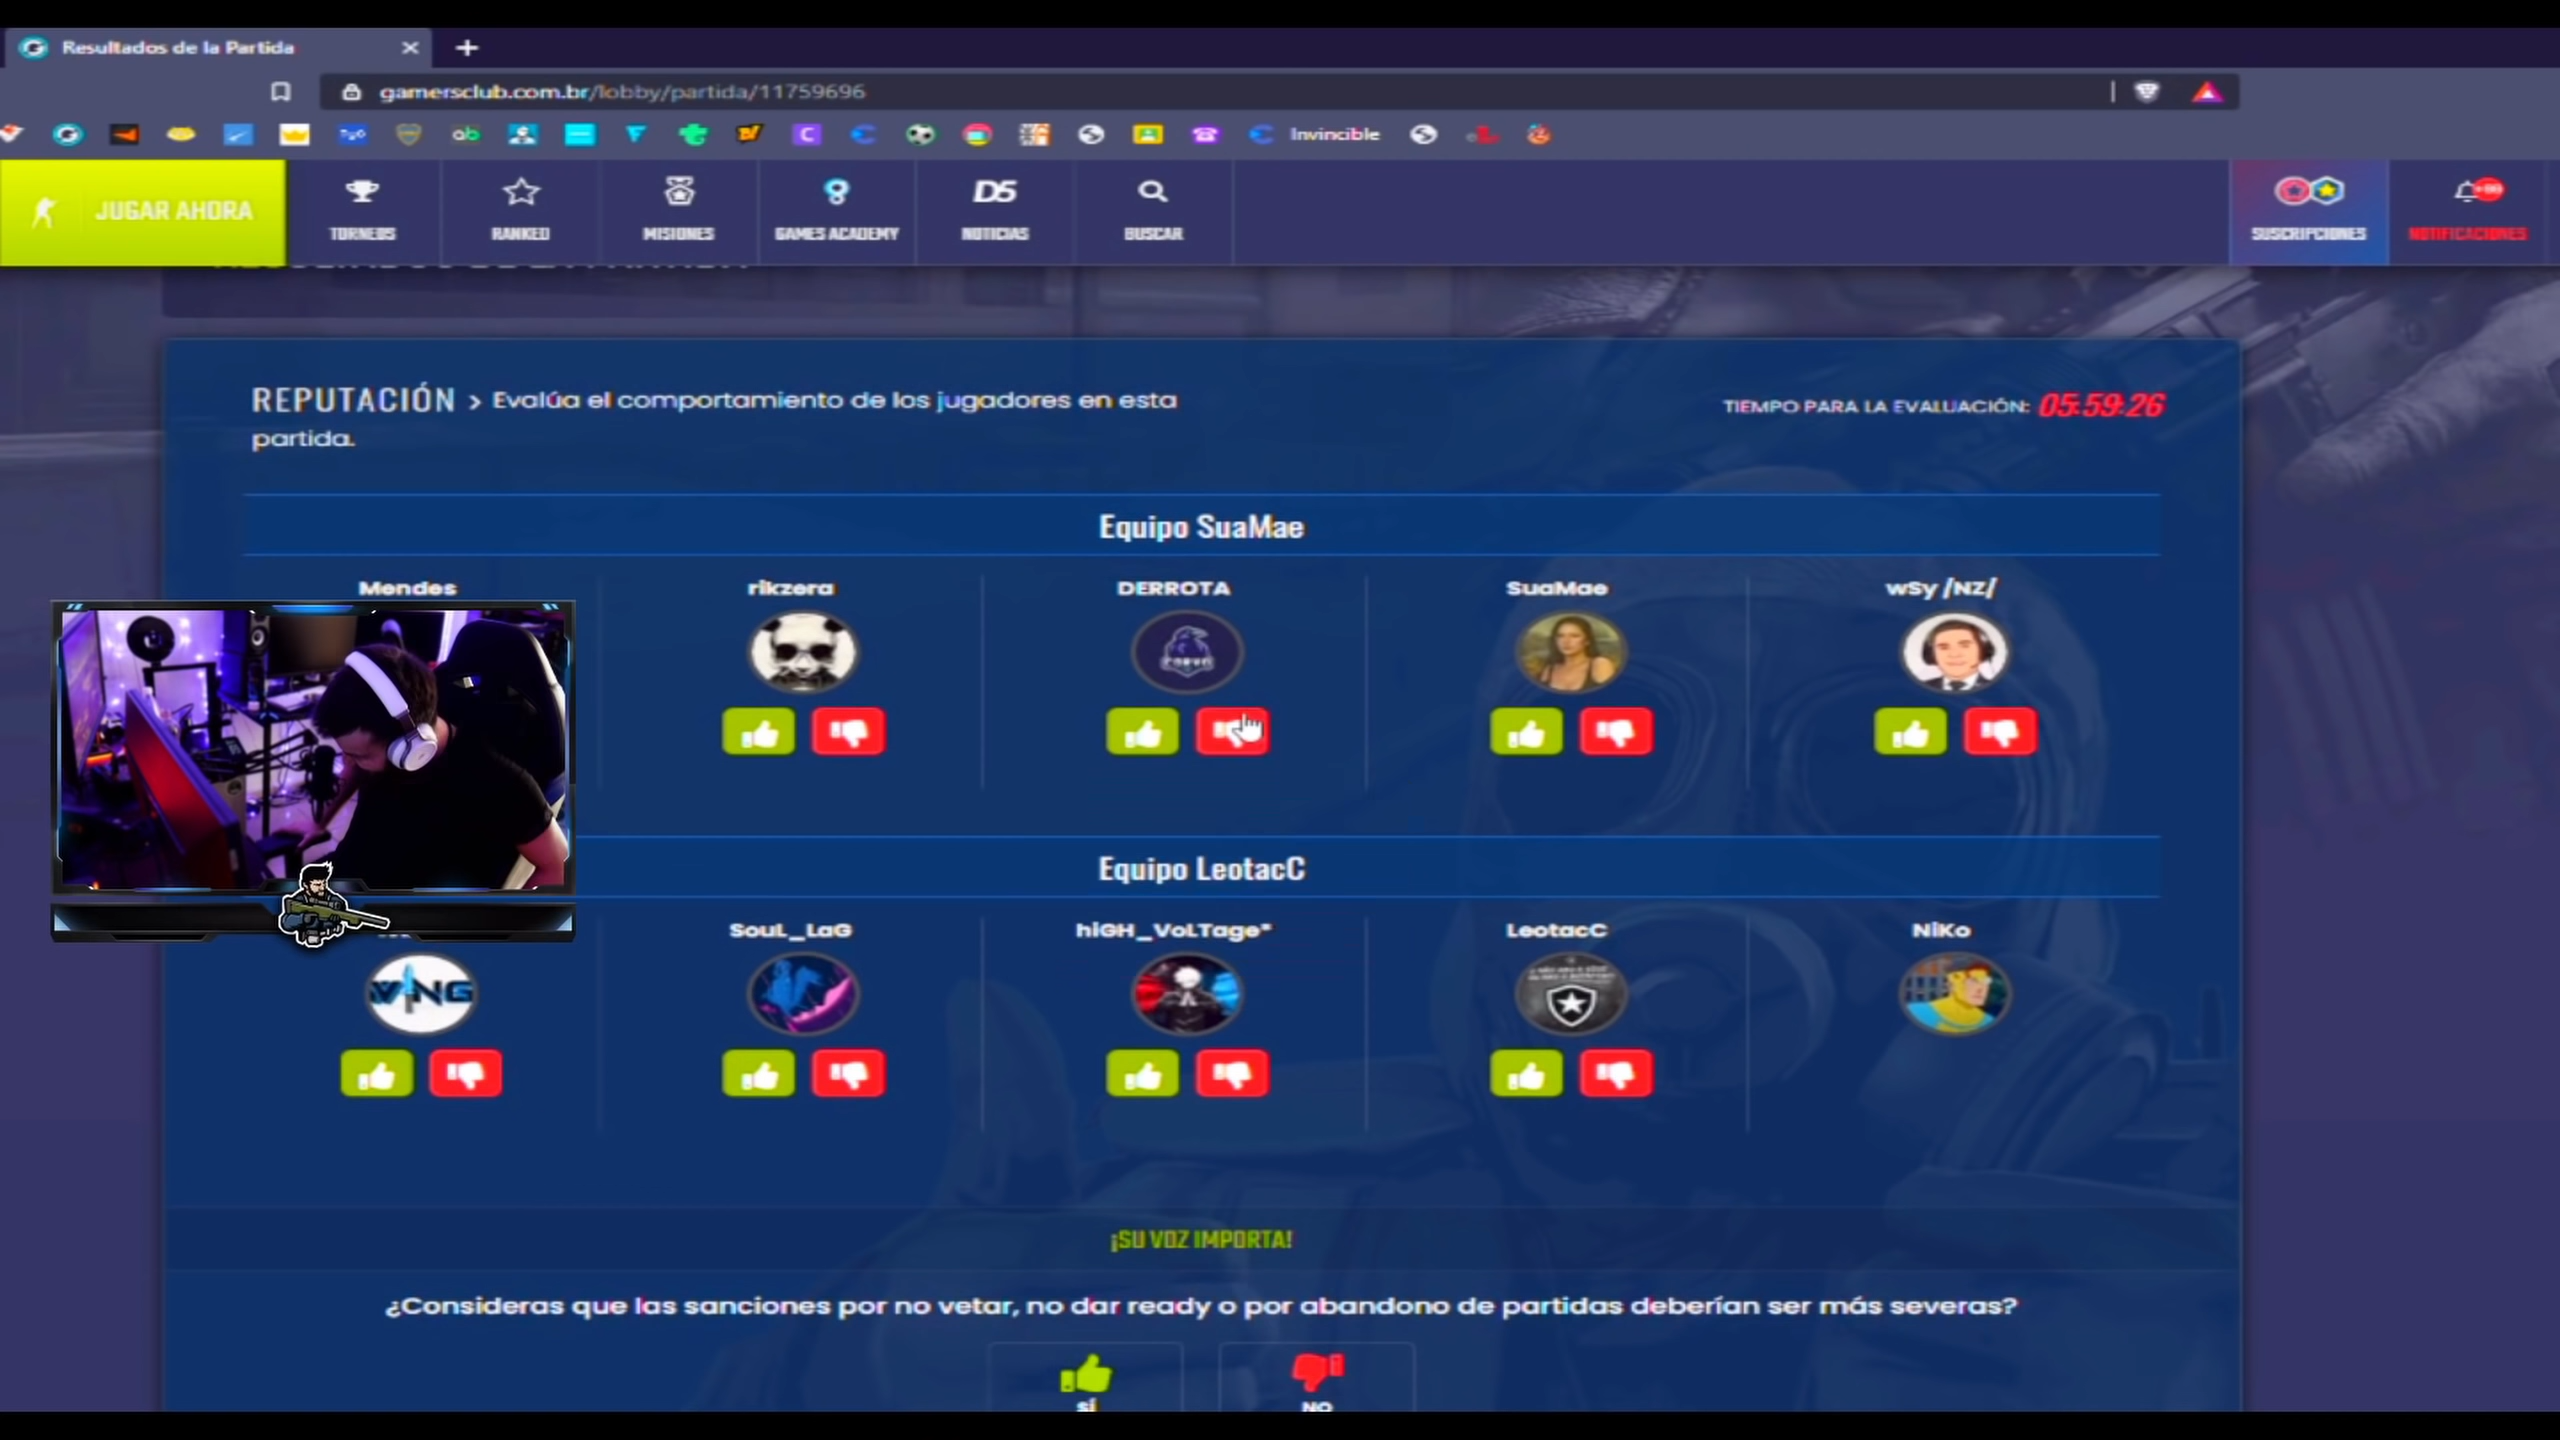 Resultados de la Partida
gamersclub.com.br/lobby/partida/11759696
Invincible
JUGAR AHORA
TORNEOS
RANKED
MISIONES
GAMES ACADEMY
D5
NOTICIAS
BUSCAR
SUSCRIPCIONES
NOTIFICACIONES
REPUTACIÓN > Evalúa el comportamiento de los jugadores en esta
partida.
TIEMPO PARA LA EVALUACIÓN: 05:59:26
Equipo SuaMae
Mendes
rikzera
DERROTA
SuaMae
wSy /NZ/
Equipo LeotacC
SouL_LaG
hiGH_VoLTage*
LeotacC
NiKo
¡SU VOZ IMPORTA!
¿Consideras que las sanciones por no vetar, no dar ready o por abandono de partidas deberían ser más severas?
SÍ
NO